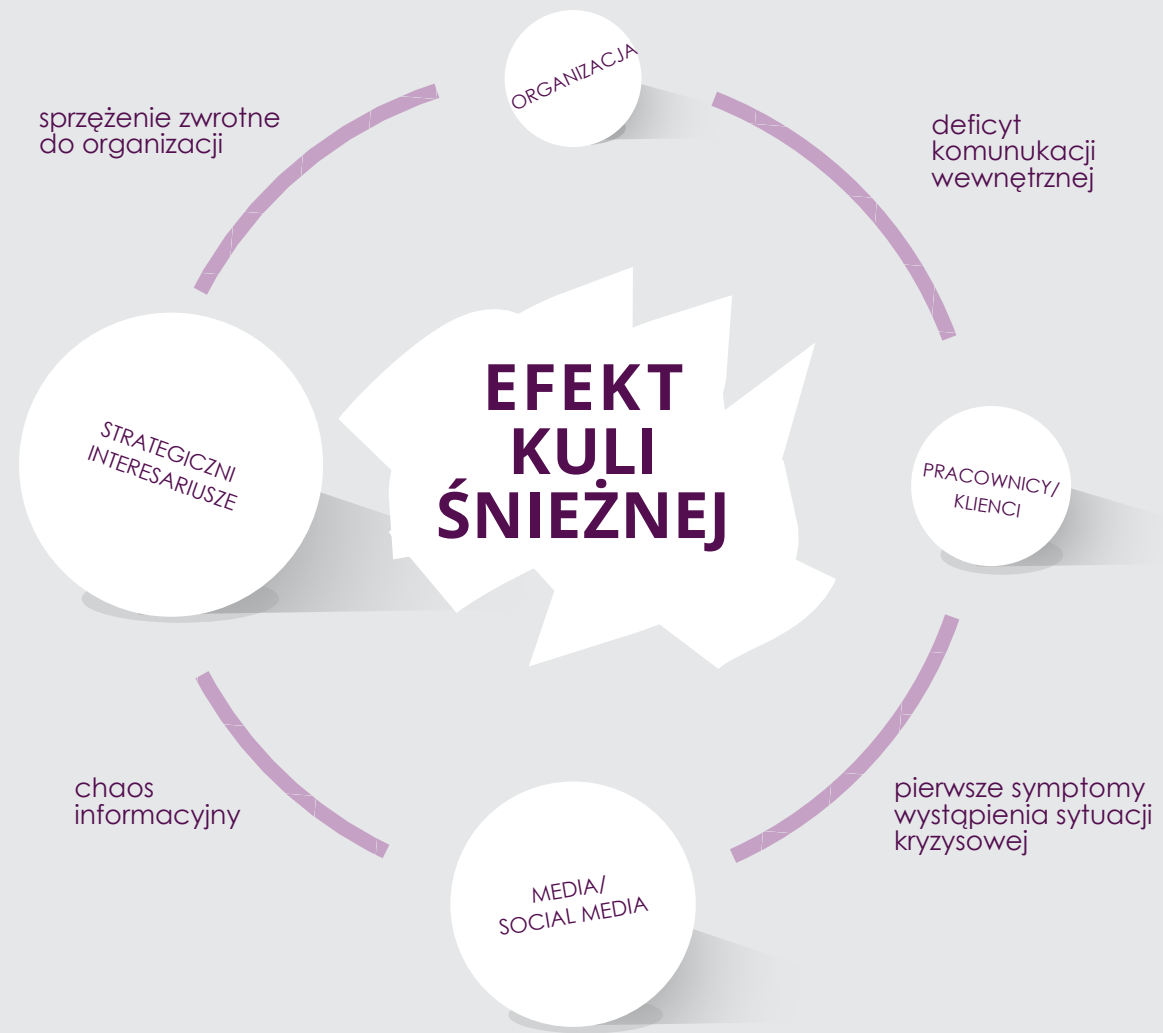 ORGANIZACJA
sprzężenie zwrotne
do organizacji
deficyt
komunukacji
wewnętrznej
EFEKT
KULI
ŚNIEŻNEJ
STRATEGICZNI
INTERESARIUSZE
PRACOWNICY/
KLIENCI
chaos
informacyjny
pierwsze symptomy
wystąpienia sytuacji
kryzysowej
MEDIA/
SOCIAL MEDIA